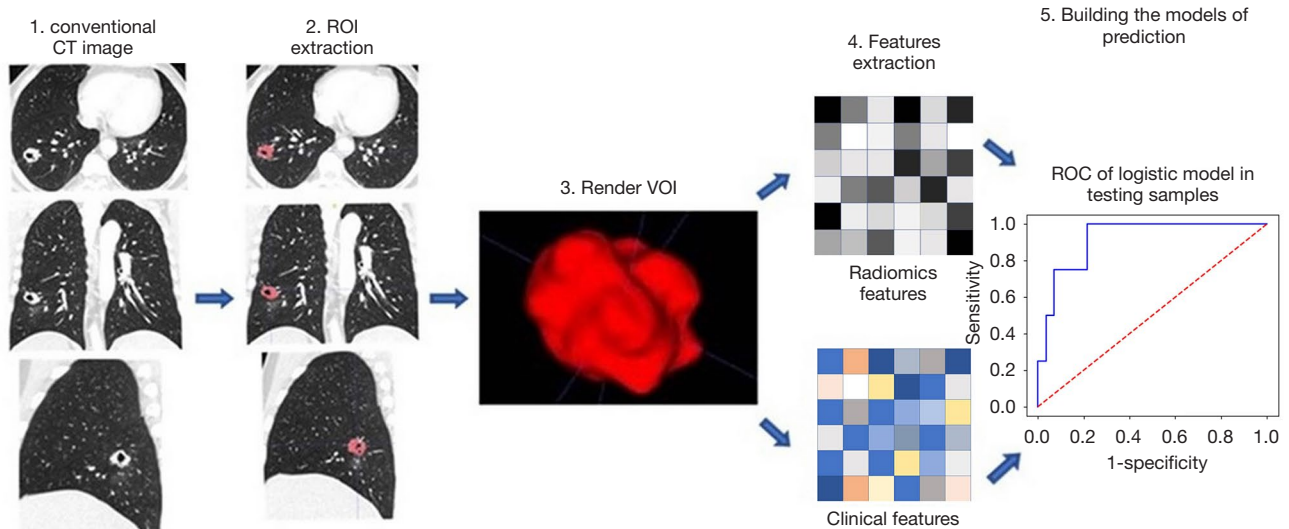 1. conventional
CT image
2. ROI
extraction
3. Render VOI
4. Features
extraction
Radiomics
features
Clinical features
5. Building the models of
prediction
ROC of logistic model in
testing samples
Sensitivity
1.0
0.8
0.6
0.4
0.2
0.0
0.0 0.2 0.4 0.6 0.8 1.0
1-specificity